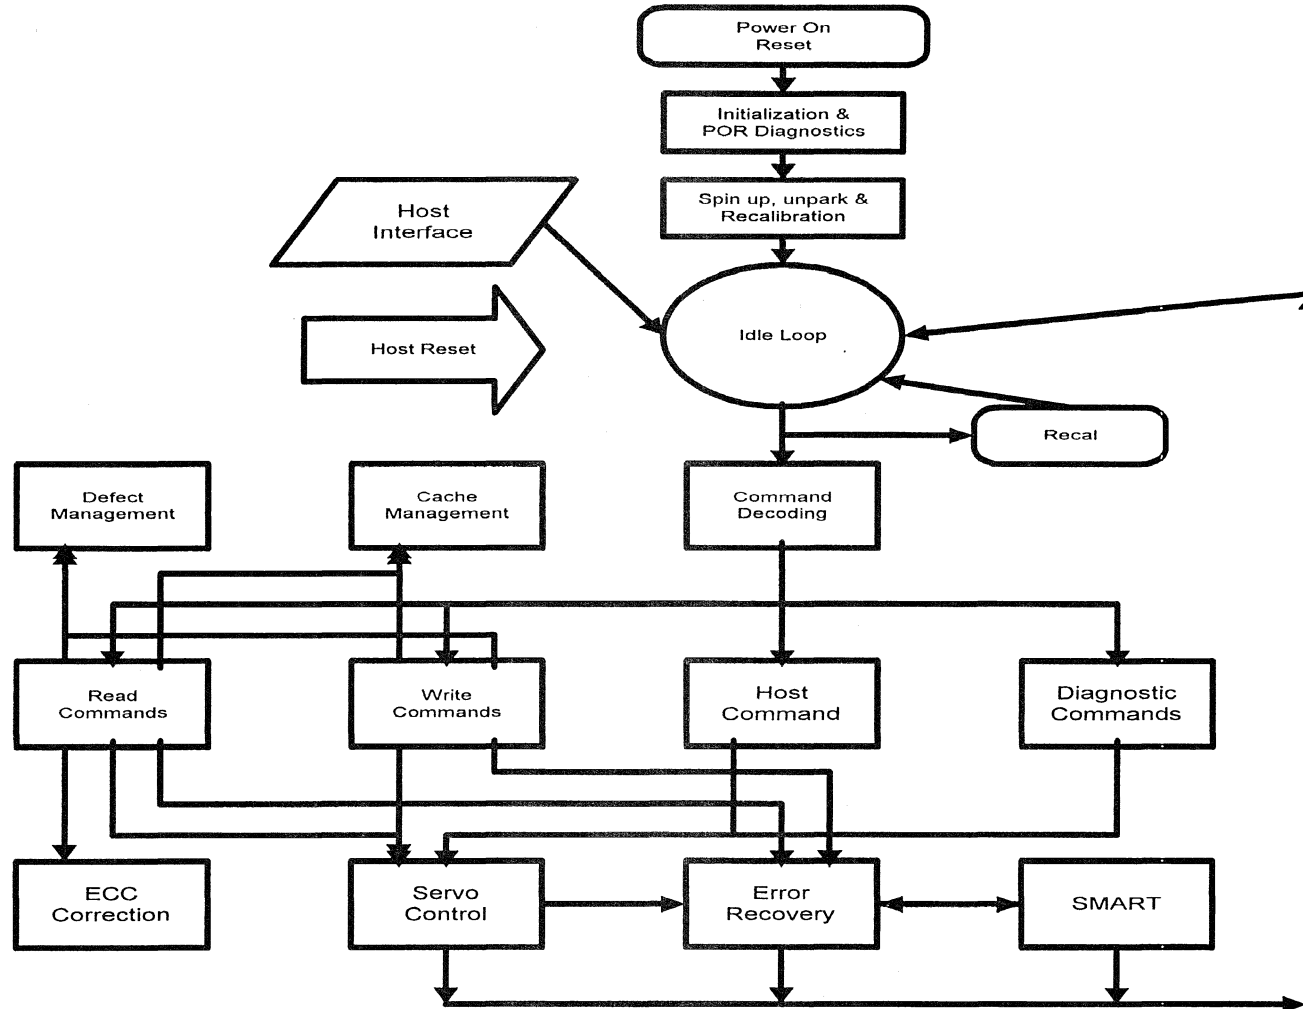 Power On
Reset
Initialization &
POR Diagnostics
Spin up, unpark &
Recalibration
Host
Interface
Host Reset
Idle Loop
Recal
Defect
Management
Cache
Management
Command
Decoding
Read
Commands
Write
Commands
Host
Command
Diagnostic
Commands
ECC
Correction
Servo
Control
Error
Recovery
SMART